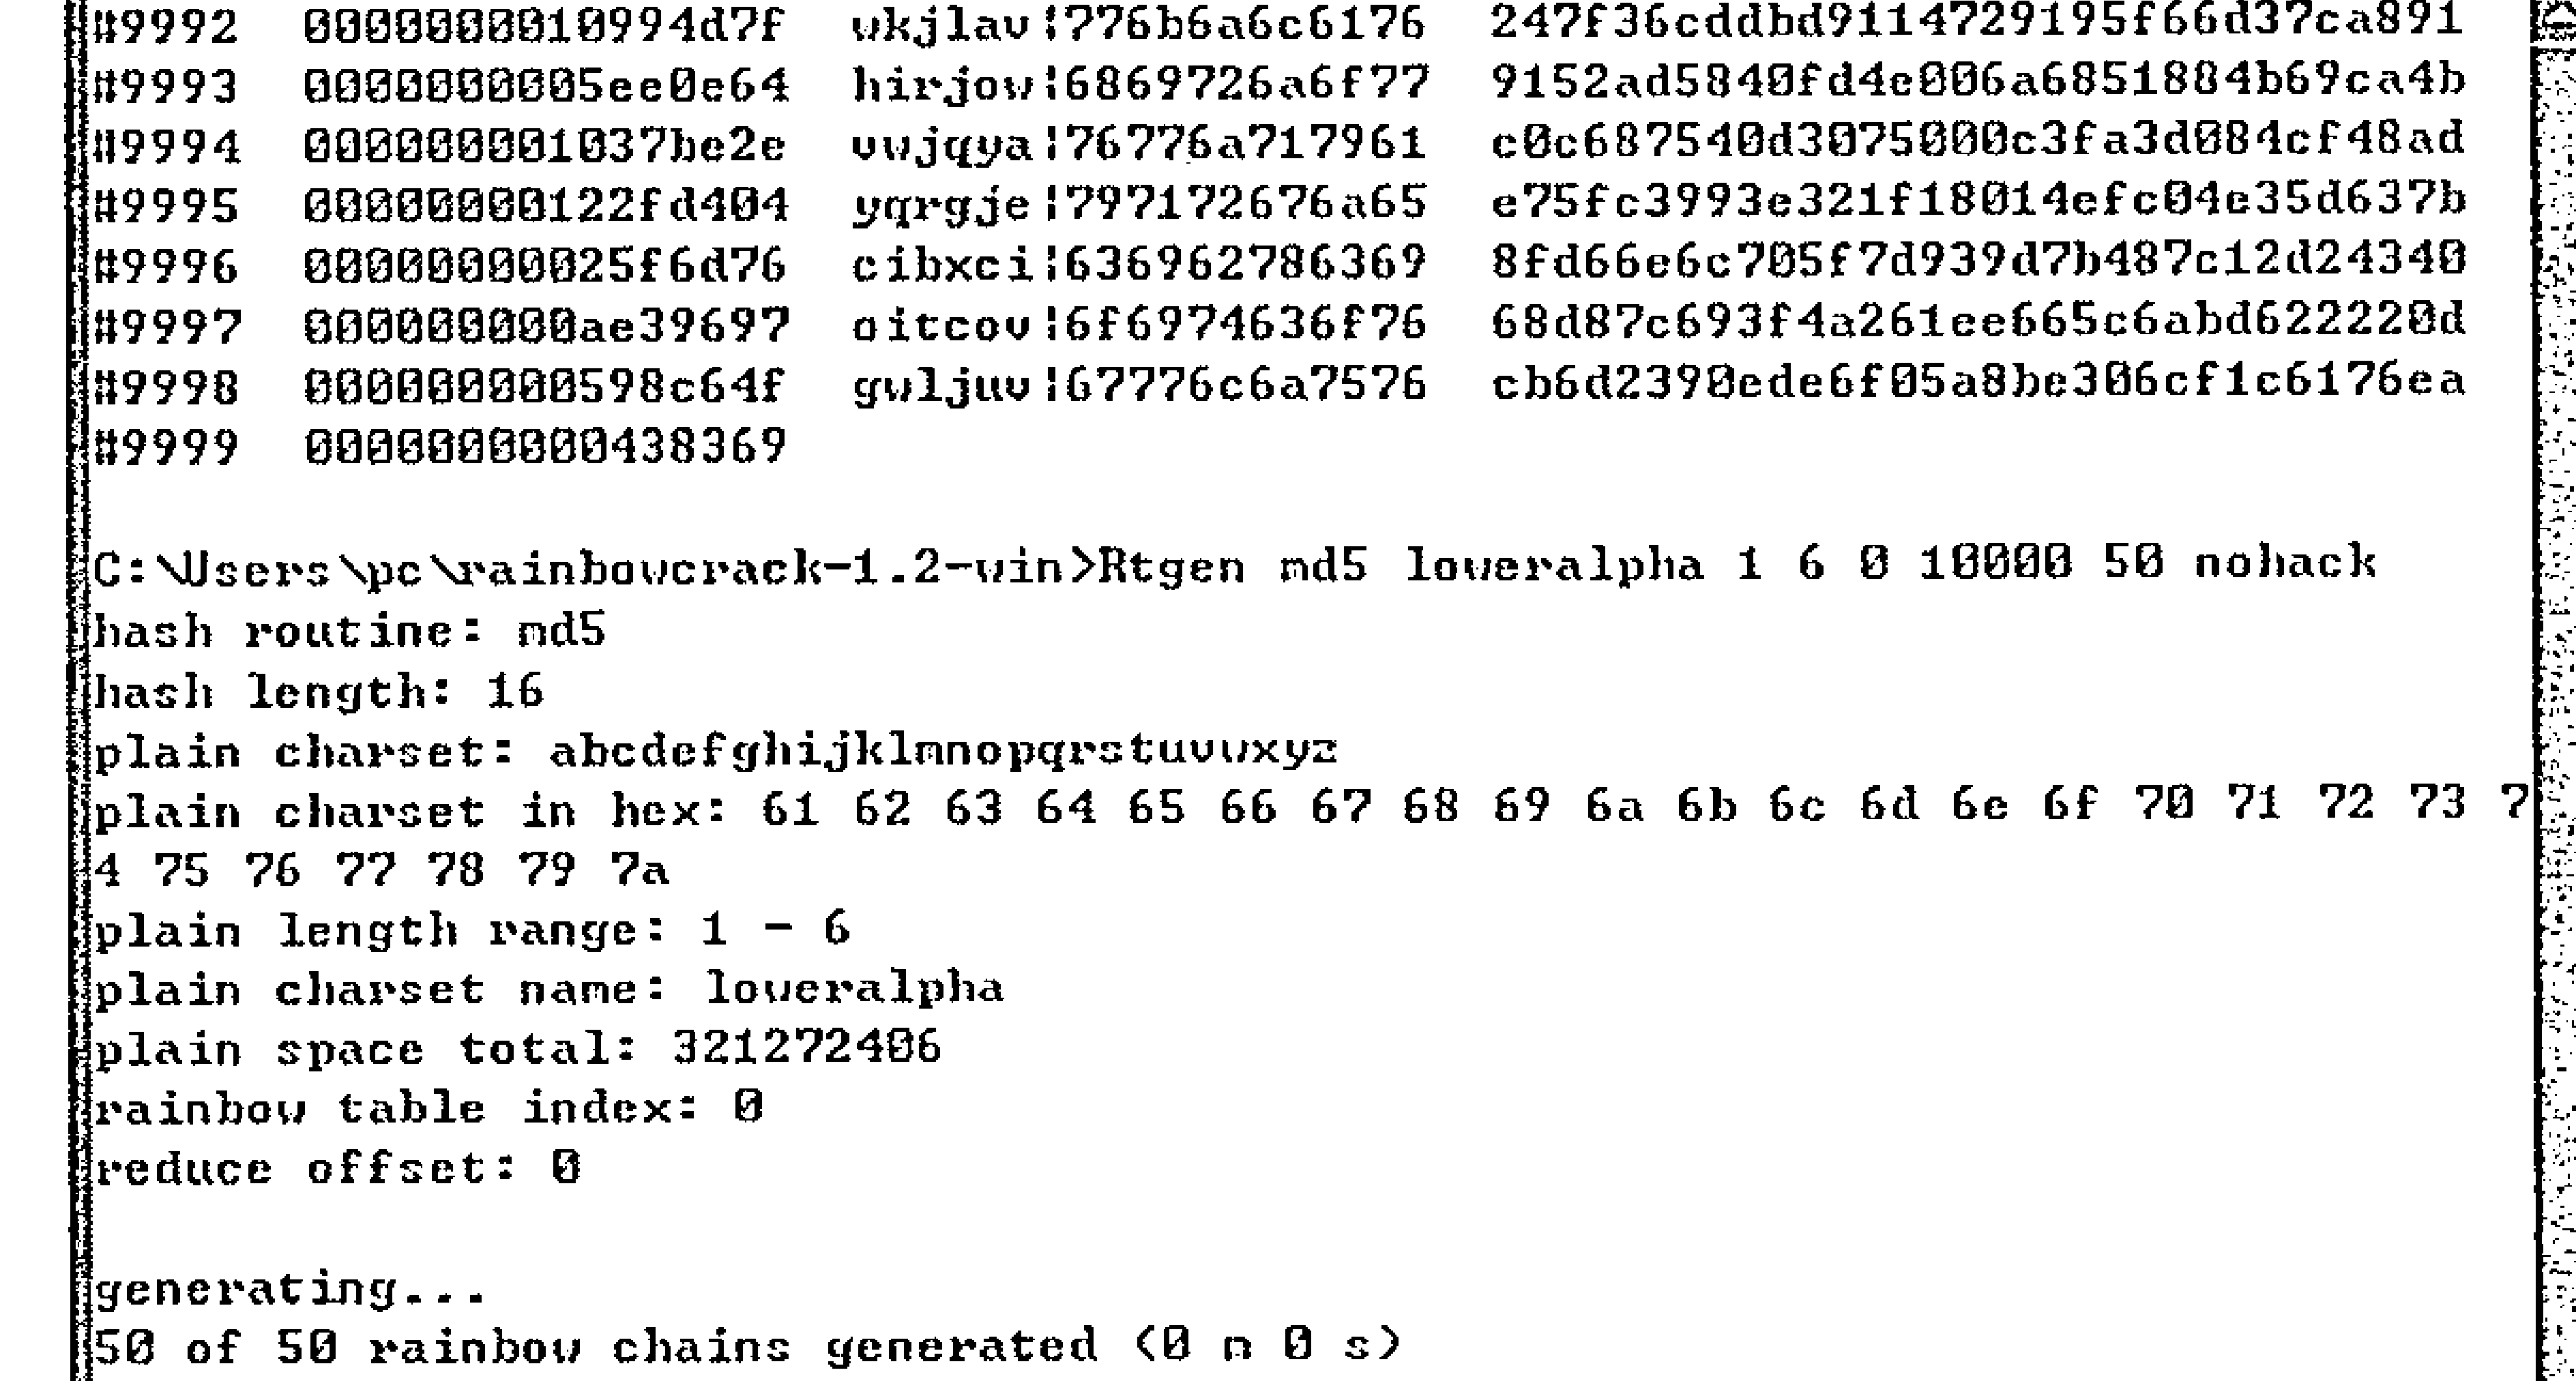 #9992  0000000010994d7f  wkjlav|776b6a6c6176  247f36cddbd9114729195f66d37ca891
#9993  0000000005ee0e64  hirjow|6869726a6f77  9152ad5840fd4e006a6851884b69ca4b
#9994  000000001037be2e  vwjqya|76776a717961  c0c687540d3075000c3fa3d084cf48ad
#9995  00000000122fd404  yqrgje|797172676a65  e75fc3993e321f18014efc04e35d637b
#9996  00000000025f6d76  cibxci|636962786369  8fd66e6c705f7d939d7b487c12d24340
#9997  000000000ae39697  oitcov|6f6974636f76  68d87c693f4a261ee665c6abd622220d
#9998  000000000598c64f  gwljuv|67776c6a7576  cb6d2390ede6f05a8be306cf1c6176ea
#9999  0000000000438369
C:\Users\pc\rainbowcrack-1.2-win>Rtgen md5 loweralpha 1 6 0 10000 50 nohack
hash routine: md5
hash length: 16
plain charset: abcdefghijklmnopqrstuvwxyz
plain charset in hex: 61 62 63 64 65 66 67 68 69 6a 6b 6c 6d 6e 6f 70 71 72 73 7
4 75 76 77 78 79 7a
plain length range: 1 - 6
plain charset name: loweralpha
plain space total: 321272406
rainbow table index: 0
reduce offset: 0
generating...
50 of 50 rainbow chains generated (0 m 0 s)